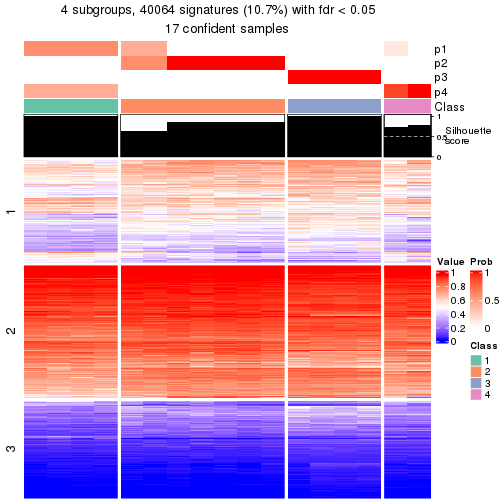 4 subgroups, 40064 signatures (10.7%) with fdr < 0.05
17 confident samples
p1
p2
p3
p4
Class
1
0.5
0
Silhouette
score
1
2
3
Value
1
0.8
0.6
0.4
0.2
0
Prob
1
0.5
0
Class
1
2
3
4